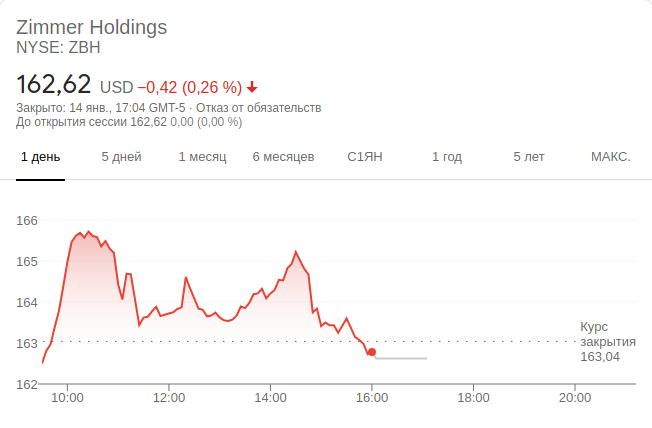 Zimmer Holdings
NYSE: ZBH
162,62 USD −0,42 (0,26 %)
Закрыто: 14 янв., 17:04 GMT-5 · Отказ от обязательств
До открытия сессии 162,62 0,00 (0,00 %)
1 день 5 дней 1 месяц 6 месяцев С1ЯН 1 год 5 лет МАКС.
166
165
164
163
162
Курс
закрытия
163,04
10:00 12:00 14:00 16:00 18:00 20:00